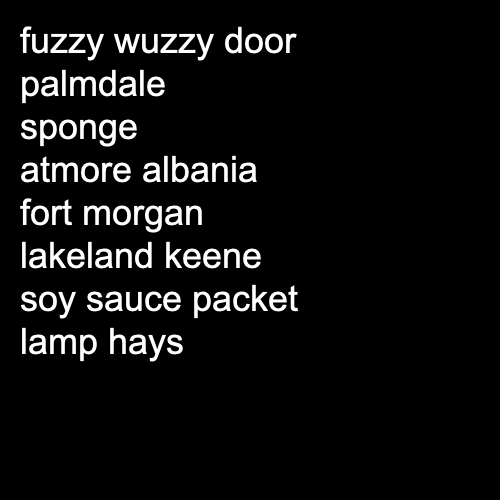 fuzzy wuzzy door
palmdale
sponge
atmore albania
fort morgan
lakeland keene
soy sauce packet
lamp hays